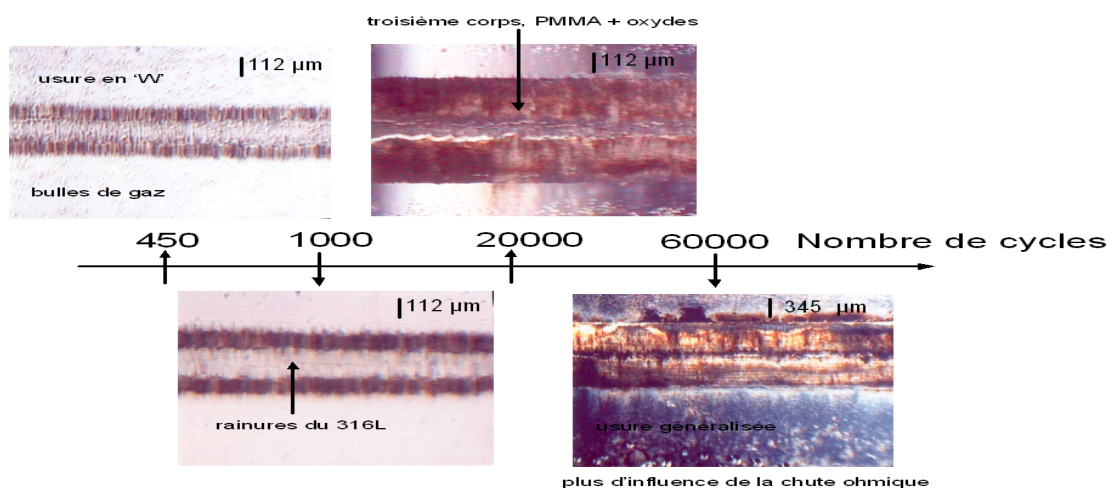 troisième corps, PMMA + oxydes
usure en 'W'
112 µm
112 µm
bulles de gaz
450
1000
20000
60000
Nombre de cycles
112 µm
345 µm
rainures du 316L
usure généralisée
plus d'influence de la chute ohmique